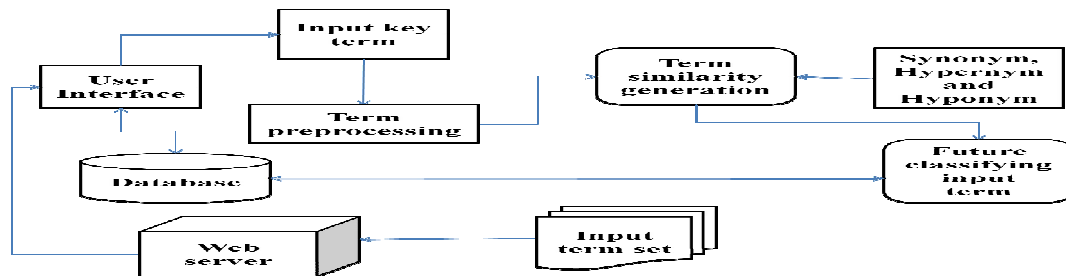 Input key
term
User
Interface
Term
preprocessing
Term
similarity
generation
Synonym,
Hypernym
and
Hyponym
Database
Future
classifying
input
term
Web
server
Input
term set